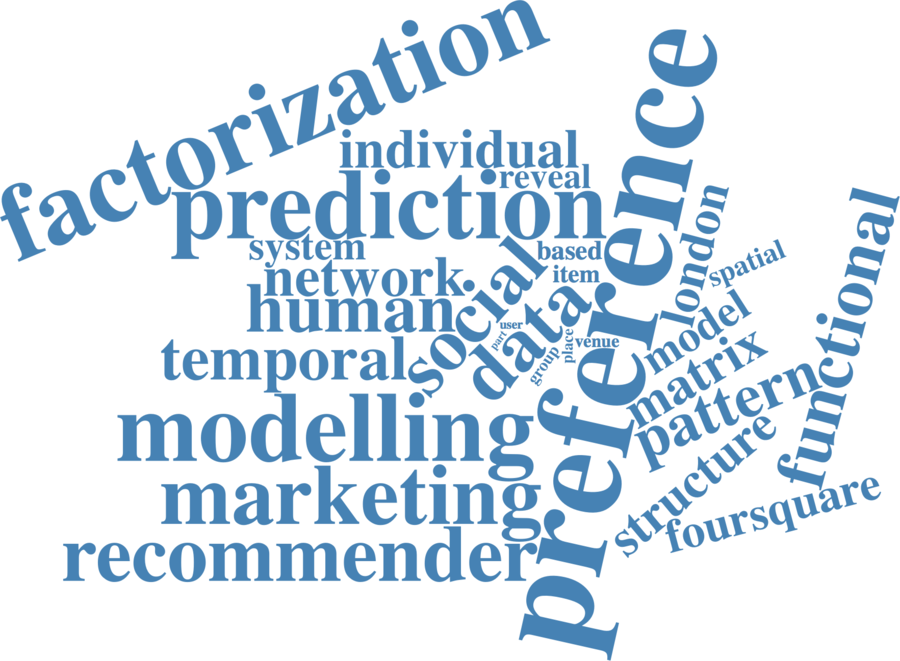 factorization
individual
reveal
prediction
preference
system
based
network
item
human
social
data
london
spatial
functional
user
part
place
venue
group
temporal
model
matrix
pattern
modelling
structure
marketing
foursquare
recommender